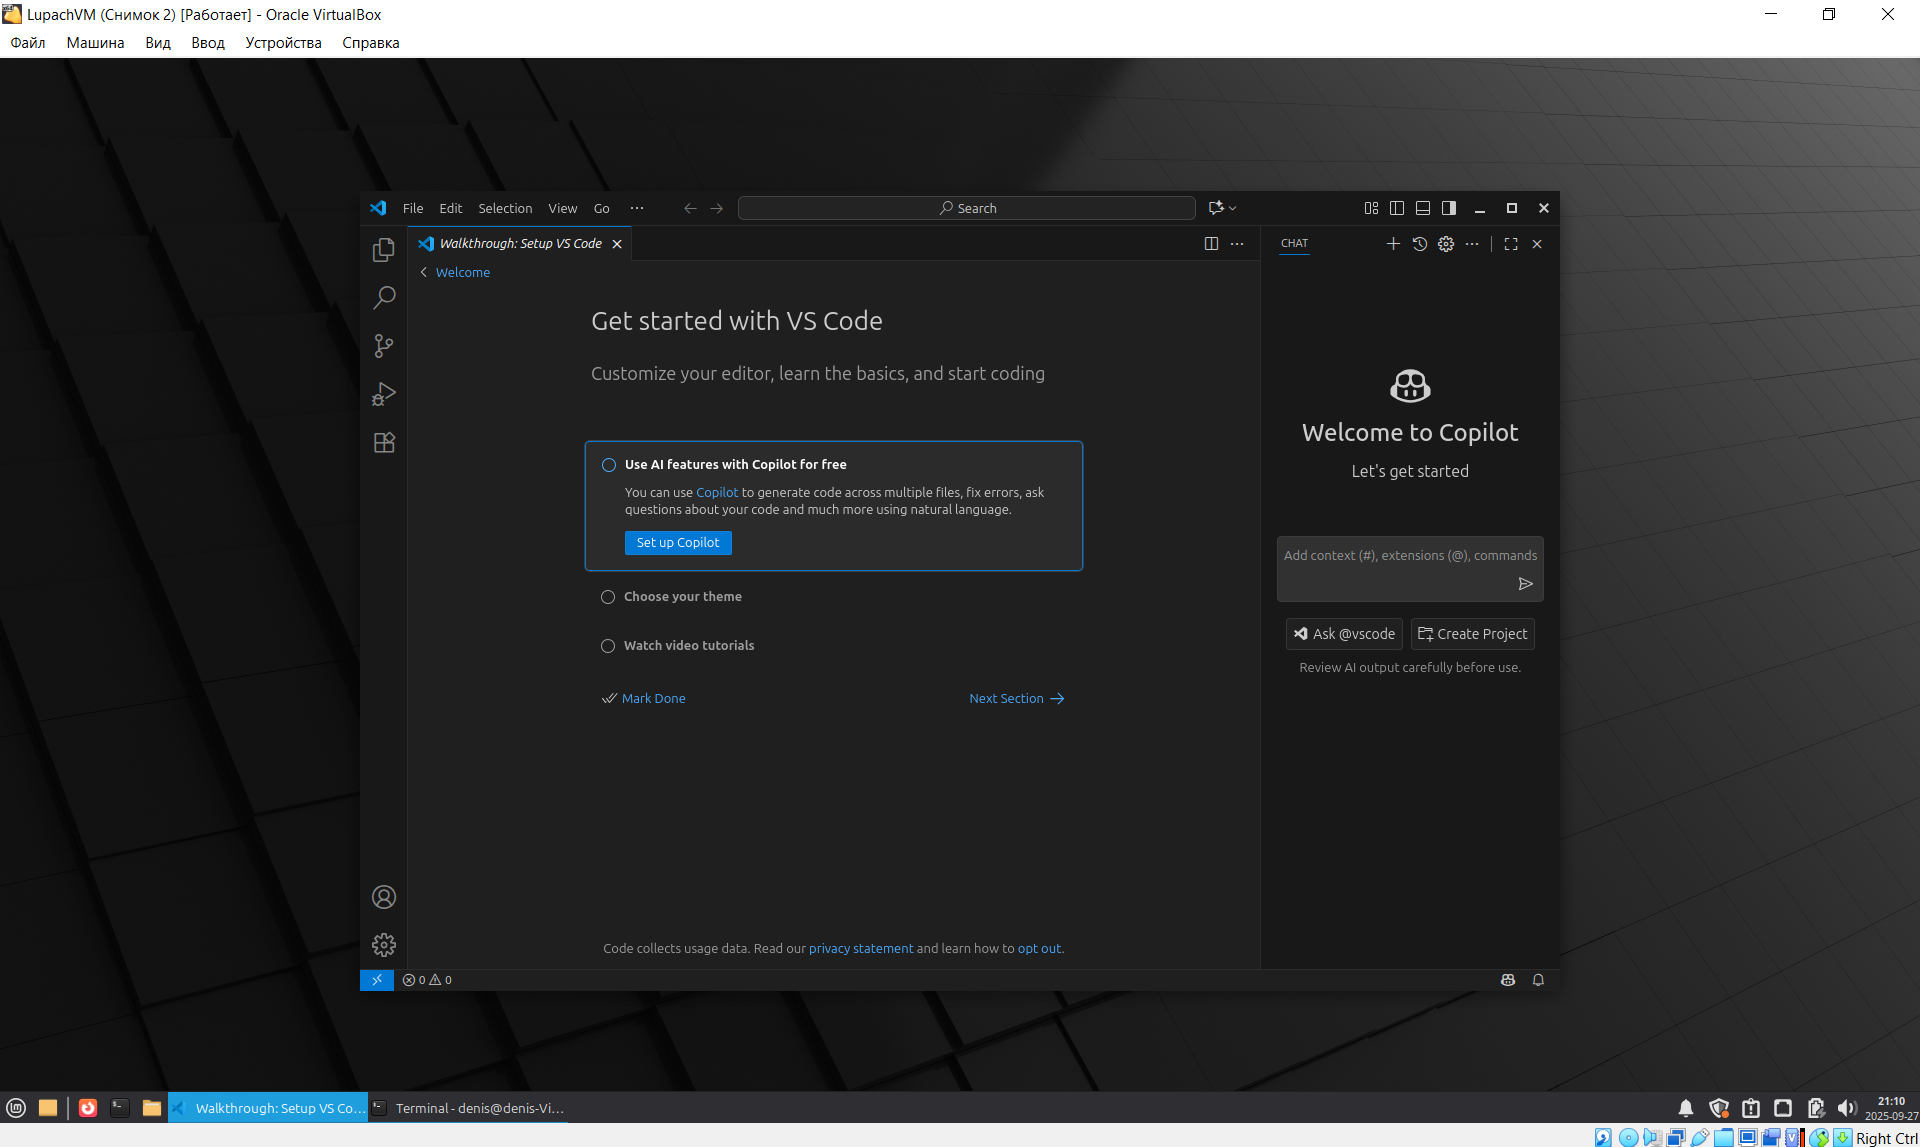 LupachVM (Снимок 2) [Работает] - Oracle VirtualBox
Файл Машина Вид Ввод Устройства Справка
File Edit Selection View Go ··· Search
Walkthrough: Setup VS Code
CHAT
Welcome
Get started with VS Code
Customize your editor, learn the basics, and start coding
Use AI features with Copilot for free
You can use Copilot to generate code across multiple files, fix errors, ask
questions about your code and much more using natural language.
Set up Copilot
Choose your theme
Watch video tutorials
Mark Done Next Section
Code collects usage data. Read our privacy statement and learn how to opt out.
Welcome to Copilot
Let's get started
Add context (#), extensions (@), commands
Ask @vscode Create Project
Review AI output carefully before use.
0 0
Walkthrough: Setup VS Co...
Terminal - denis@denis-Vi...
21:10
2025-09-27
Right Ctrl